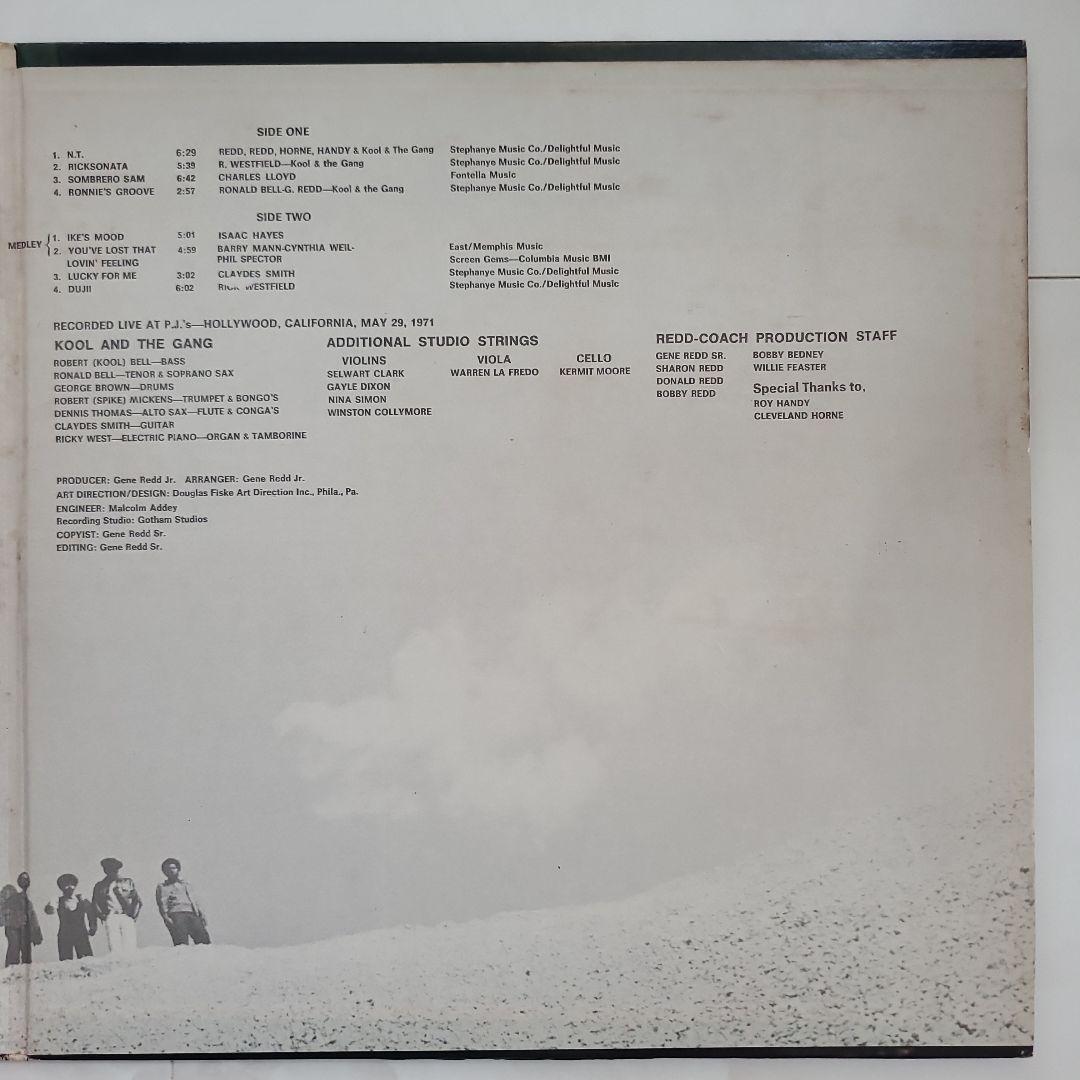 SIDE ONE
1. N.T. 6:29 REDD, REDD, HORNE, HANDY & Kool & The Gang Stephanye Music Co./Delightful Music
2. RICKSONATA 5:39 R. WESTFIELD—Kool & the Gang Stephanye Music Co./Delightful Music
3. SOMBRERO SAM 6:42 CHARLES LLOYD Fontella Music
4. RONNIE'S GROOVE 2:57 RONALD BELL-G. REDD—Kool & the Gang Stephanye Music Co./Delightful Music
SIDE TWO
MEDLEY
1. IKE'S MOOD 5:01 ISAAC HAYES East/Memphis Music
2. YOU'VE LOST THAT 4:59 BARRY MANN-CYNTHIA WEIL-
LOVIN' FEELING PHIL SPECTOR Screen Gems—Columbia Music BMI
3. LUCKY FOR ME 3:02 CLAYDES SMITH Stephanye Music Co./Delightful Music
4. DUJII 6:02 WESTFIELD Stephanye Music Co./Delightful Music
RECORDED LIVE AT P.J.'s—HOLLYWOOD, CALIFORNIA, MAY 29, 1971
KOOL AND THE GANG
ROBERT (KOOL) BELL—BASS
RONALD BELL—TENOR & SOPRANO SAX
GEORGE BROWN—DRUMS
ROBERT (SPIKE) MICKENS—TRUMPET & BONGO'S
DENNIS THOMAS—ALTO SAX—FLUTE & CONGA'S
CLAYDES SMITH—GUITAR
RICKY WEST—ELECTRIC PIANO—ORGAN & TAMBORINE
ADDITIONAL STUDIO STRINGS
VIOLINS
SELWART CLARK
GAYLE DIXON
NINA SIMON
WINSTON COLLYMORE
VIOLA
WARREN LA FREDO
CELLO
KERMIT MOORE
REDD-COACH PRODUCTION STAFF
GENE REDD SR.
SHARON REDD
DONALD REDD
BOBBY REDD
BOBBY BEDNEY
WILLIE FEASTER
Special Thanks to,
ROY HANDY
CLEVELAND HORNE
PRODUCER: Gene Redd Jr. ARRANGER: Gene Redd Jr.
ART DIRECTION/DESIGN: Douglas Fiske Art Direction Inc., Phila., Pa.
ENGINEER: Malcolm Addey
Recording Studio: Gotham Studios
COPYIST: Gene Redd Sr.
EDITING: Gene Redd Sr.